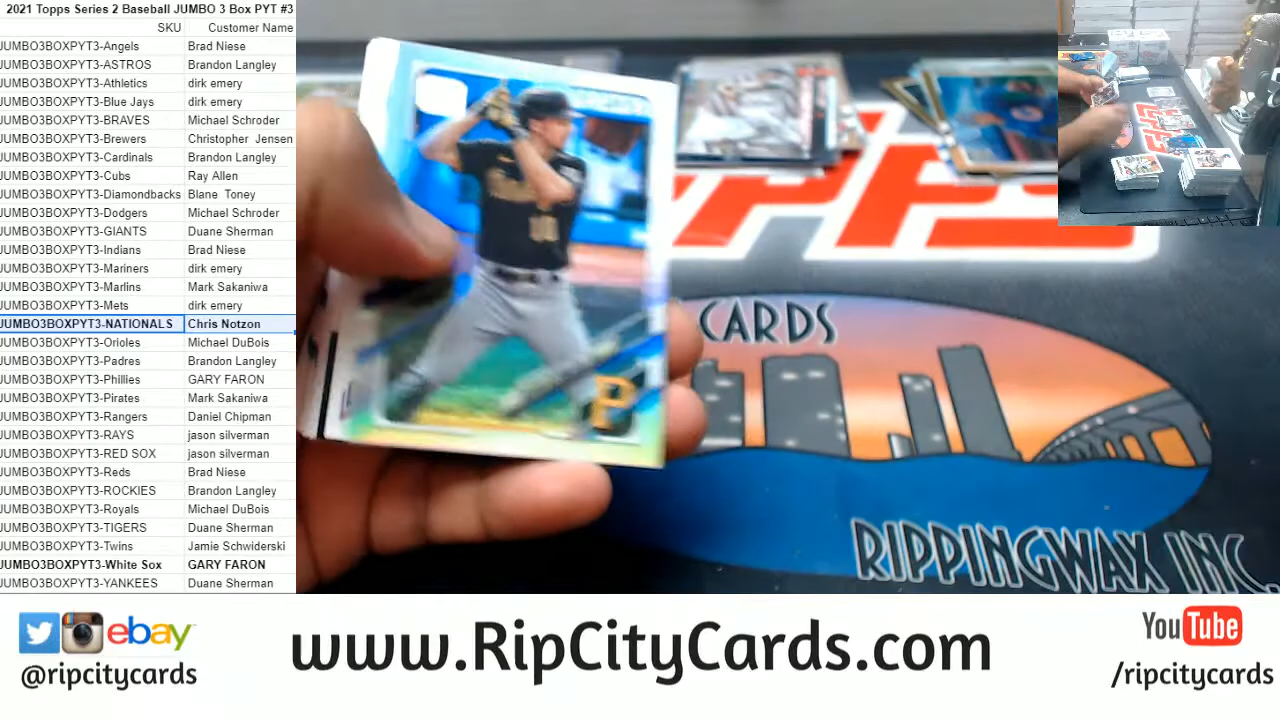 2021 Topps Series 2 Baseball JUMBO 3 Box PYT #3
SKU Customer Name
JUMBO3BOXPYT3-Angels Brad Niese
JUMBO3BOXPYT3-ASTROS Brandon Langley
JUMBO3BOXPYT3-Athletics dirk emery
JUMBO3BOXPYT3-Blue Jays dirk emery
JUMBO3BOXPYT3-BRAVES Michael Schroder
JUMBO3BOXPYT3-Brewers Christopher Jensen
JUMBO3BOXPYT3-Cardinals Brandon Langley
JUMBO3BOXPYT3-Cubs Ray Allen
JUMBO3BOXPYT3-Diamondbacks Blane Toney
JUMBO3BOXPYT3-Dodgers Michael Schroder
JUMBO3BOXPYT3-GIANTS Duane Sherman
JUMBO3BOXPYT3-Indians Brad Niese
JUMBO3BOXPYT3-Mariners dirk emery
JUMBO3BOXPYT3-Marlins Mark Sakaniwa
JUMBO3BOXPYT3-Mets dirk emery
JUMBO3BOXPYT3-NATIONALS Chris Notzon
JUMBO3BOXPYT3-Orioles Michael DuBois
JUMBO3BOXPYT3-Padres Brandon Langley
JUMBO3BOXPYT3-Phillies GARY FARON
JUMBO3BOXPYT3-Pirates Mark Sakaniwa
JUMBO3BOXPYT3-Rangers Daniel Chipman
JUMBO3BOXPYT3-RAYS jason silverman
JUMBO3BOXPYT3-RED SOX jason silverman
JUMBO3BOXPYT3-Reds Brad Niese
JUMBO3BOXPYT3-ROCKIES Brandon Langley
JUMBO3BOXPYT3-Royals Michael DuBois
JUMBO3BOXPYT3-TIGERS Duane Sherman
JUMBO3BOXPYT3-Twins Jamie Schwiderski
JUMBO3BOXPYT3-White Sox GARY FARON
JUMBO3BOXPYT3-YANKEES Duane Sherman
P
CARDS
RIPPINGWAX INC.
ebay
@ripcitycards
www.RipCityCards.com
YouTube
/ripcitycards